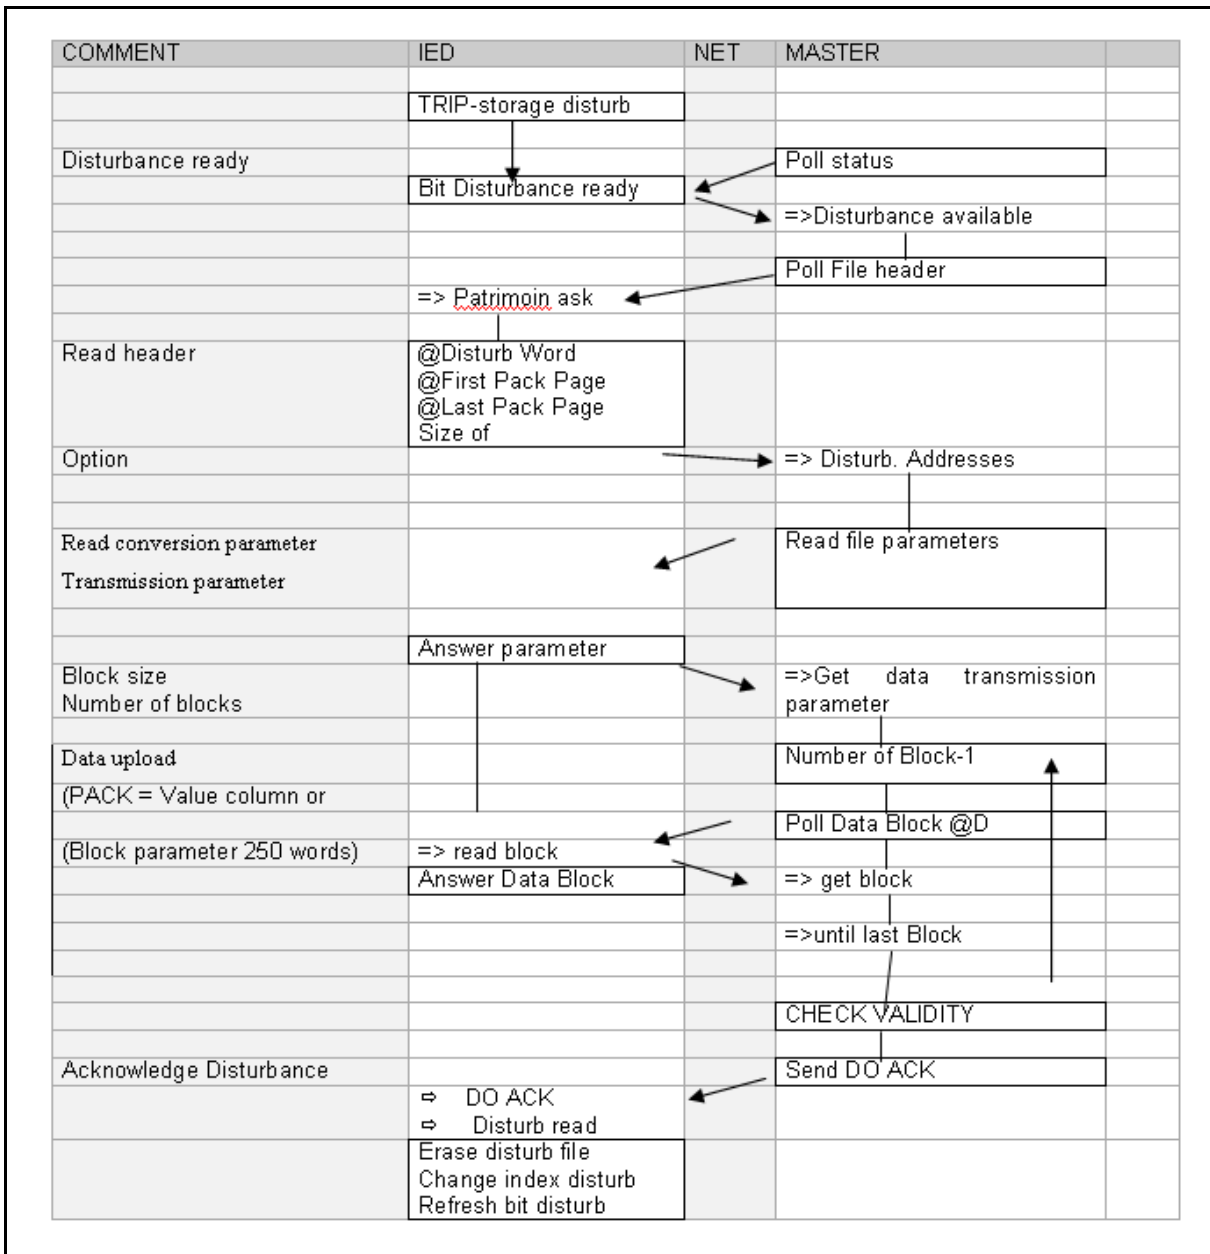 COMMENT IED NET MASTER
TRIP-storage disturb
Disturbance ready Poll status
Bit Disturbance ready
=>Disturbance available
Poll File header
=> Patrimoin ask
Read header @Disturb Word
@First Pack Page
@Last Pack Page
Size of
Option => Disturb. Addresses
Read conversion parameter Read file parameters
Transmission parameter
Answer parameter
Block size =>Get data transmission
Number of blocks parameter
Data upload Number of Block-1
(PACK = Value column or
Poll Data Block @D
(Block parameter 250 words) => read block
Answer Data Block => get block
=>until last Block
CHECK VALIDITY
Acknowledge Disturbance Send DO ACK
⇨ DO ACK
⇨ Disturb read
Erase disturb file
Change index disturb
Refresh bit disturb